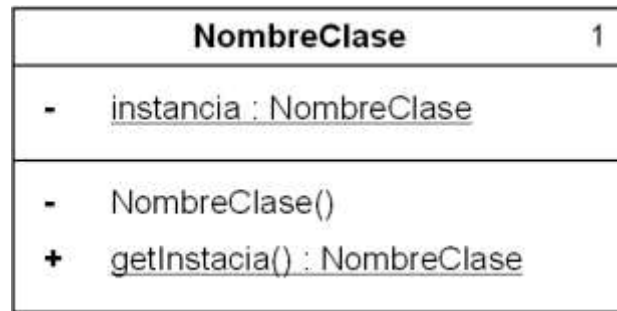 NombreClase 1
- instancia : NombreClase
- NombreClase()
+ getInstacia() : NombreClase